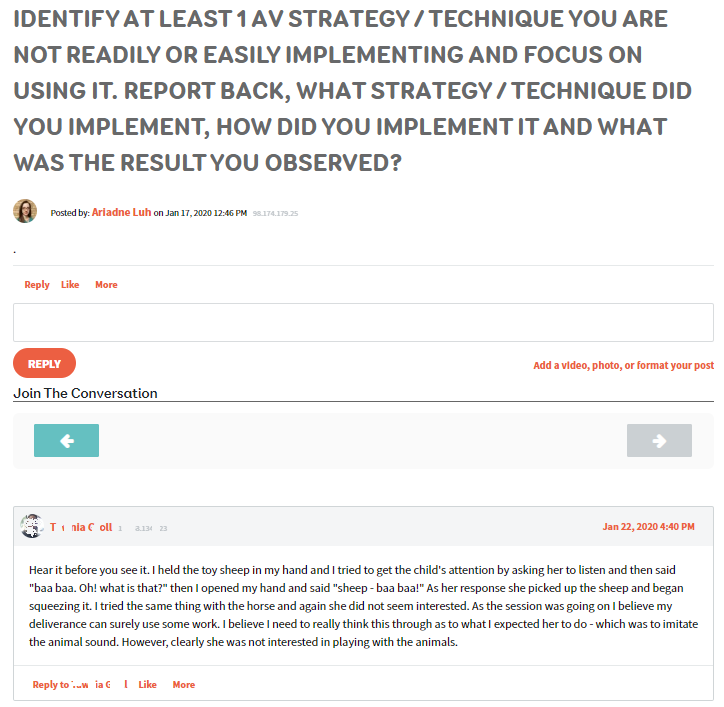 IDENTIFY AT LEAST 1 AV STRATEGY / TECHNIQUE YOU ARE
NOT READILY OR EASILY IMPLEMENTING AND FOCUS ON
USING IT. REPORT BACK, WHAT STRATEGY / TECHNIQUE DID
YOU IMPLEMENT, HOW DID YOU IMPLEMENT IT AND WHAT
WAS THE RESULT YOU OBSERVED?
Posted by: Ariadne Luh on Jan 17, 2020 12:46 PM 98.174.179.25
.
Reply Like More
REPLY
Add a video, photo, or format your post
Join The Conversation
Jan 22, 2020 4:40 PM
Hear it before you see it. I held the toy sheep in my hand and I tried to get the child's attention by asking her to listen and then said
"baa baa. Oh! what is that?" then I opened my hand and said "sheep - baa baa!" As her response she picked up the sheep and began
squeezing it. I tried the same thing with the horse and again she did not seem interested. As the session was going on I believe my
deliverance can surely use some work. I believe I need to really think this through as to what I expected her to do - which was to imitate
the animal sound. However, clearly she was not interested in playing with the animals.
Reply to Like More